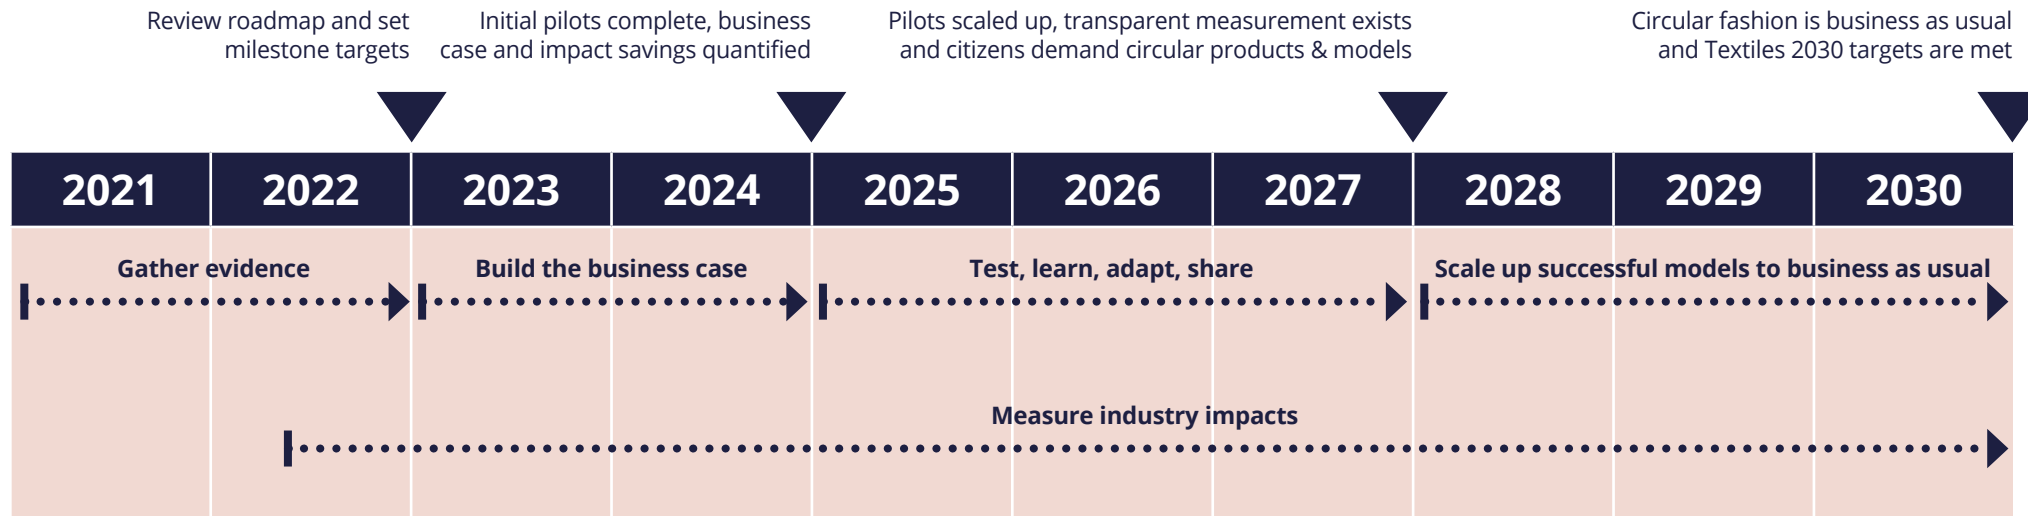 Review roadmap and set
milestone targets
Initial pilots complete, business
case and impact savings quantified
Pilots scaled up, transparent measurement exists
and citizens demand circular products & models
Circular fashion is business as usual
and Textiles 2030 targets are met
2021
2022
2023
2024
2025
2026
2027
2028
2029
2030
Gather evidence
Build the business case
Test, learn, adapt, share
Scale up successful models to business as usual
Measure industry impacts